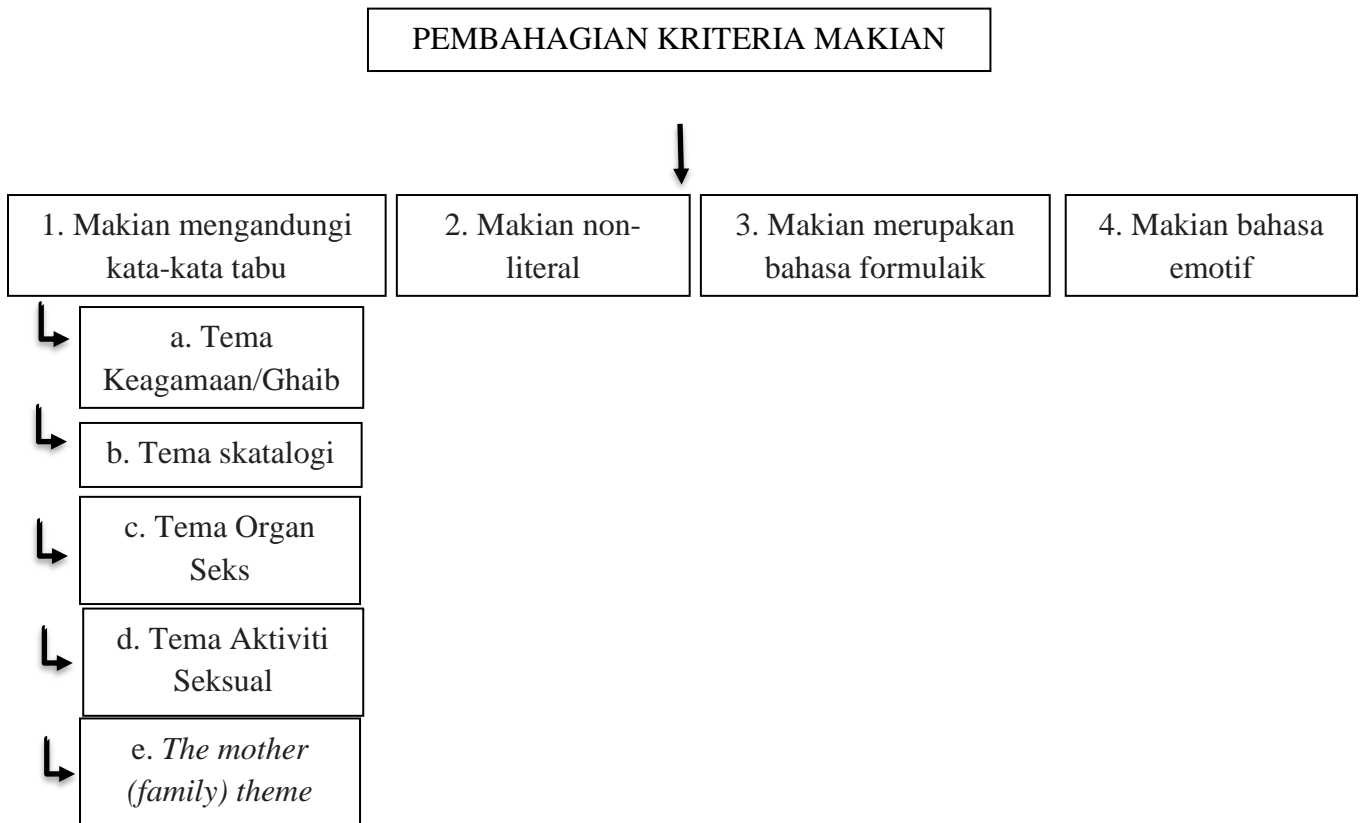 PEMBAHAGIAN KRITERIA MAKIAN
1. Makian mengandungi
kata-kata tabu
2. Makian non-
literal
3. Makian merupakan
bahasa formulaik
4. Makian bahasa
emotif
a. Tema
Keagamaan/Ghaib
b. Tema skatalogi
c. Tema Organ
Seks
d. Tema Aktiviti
Seksual
e. The mother
(family) theme